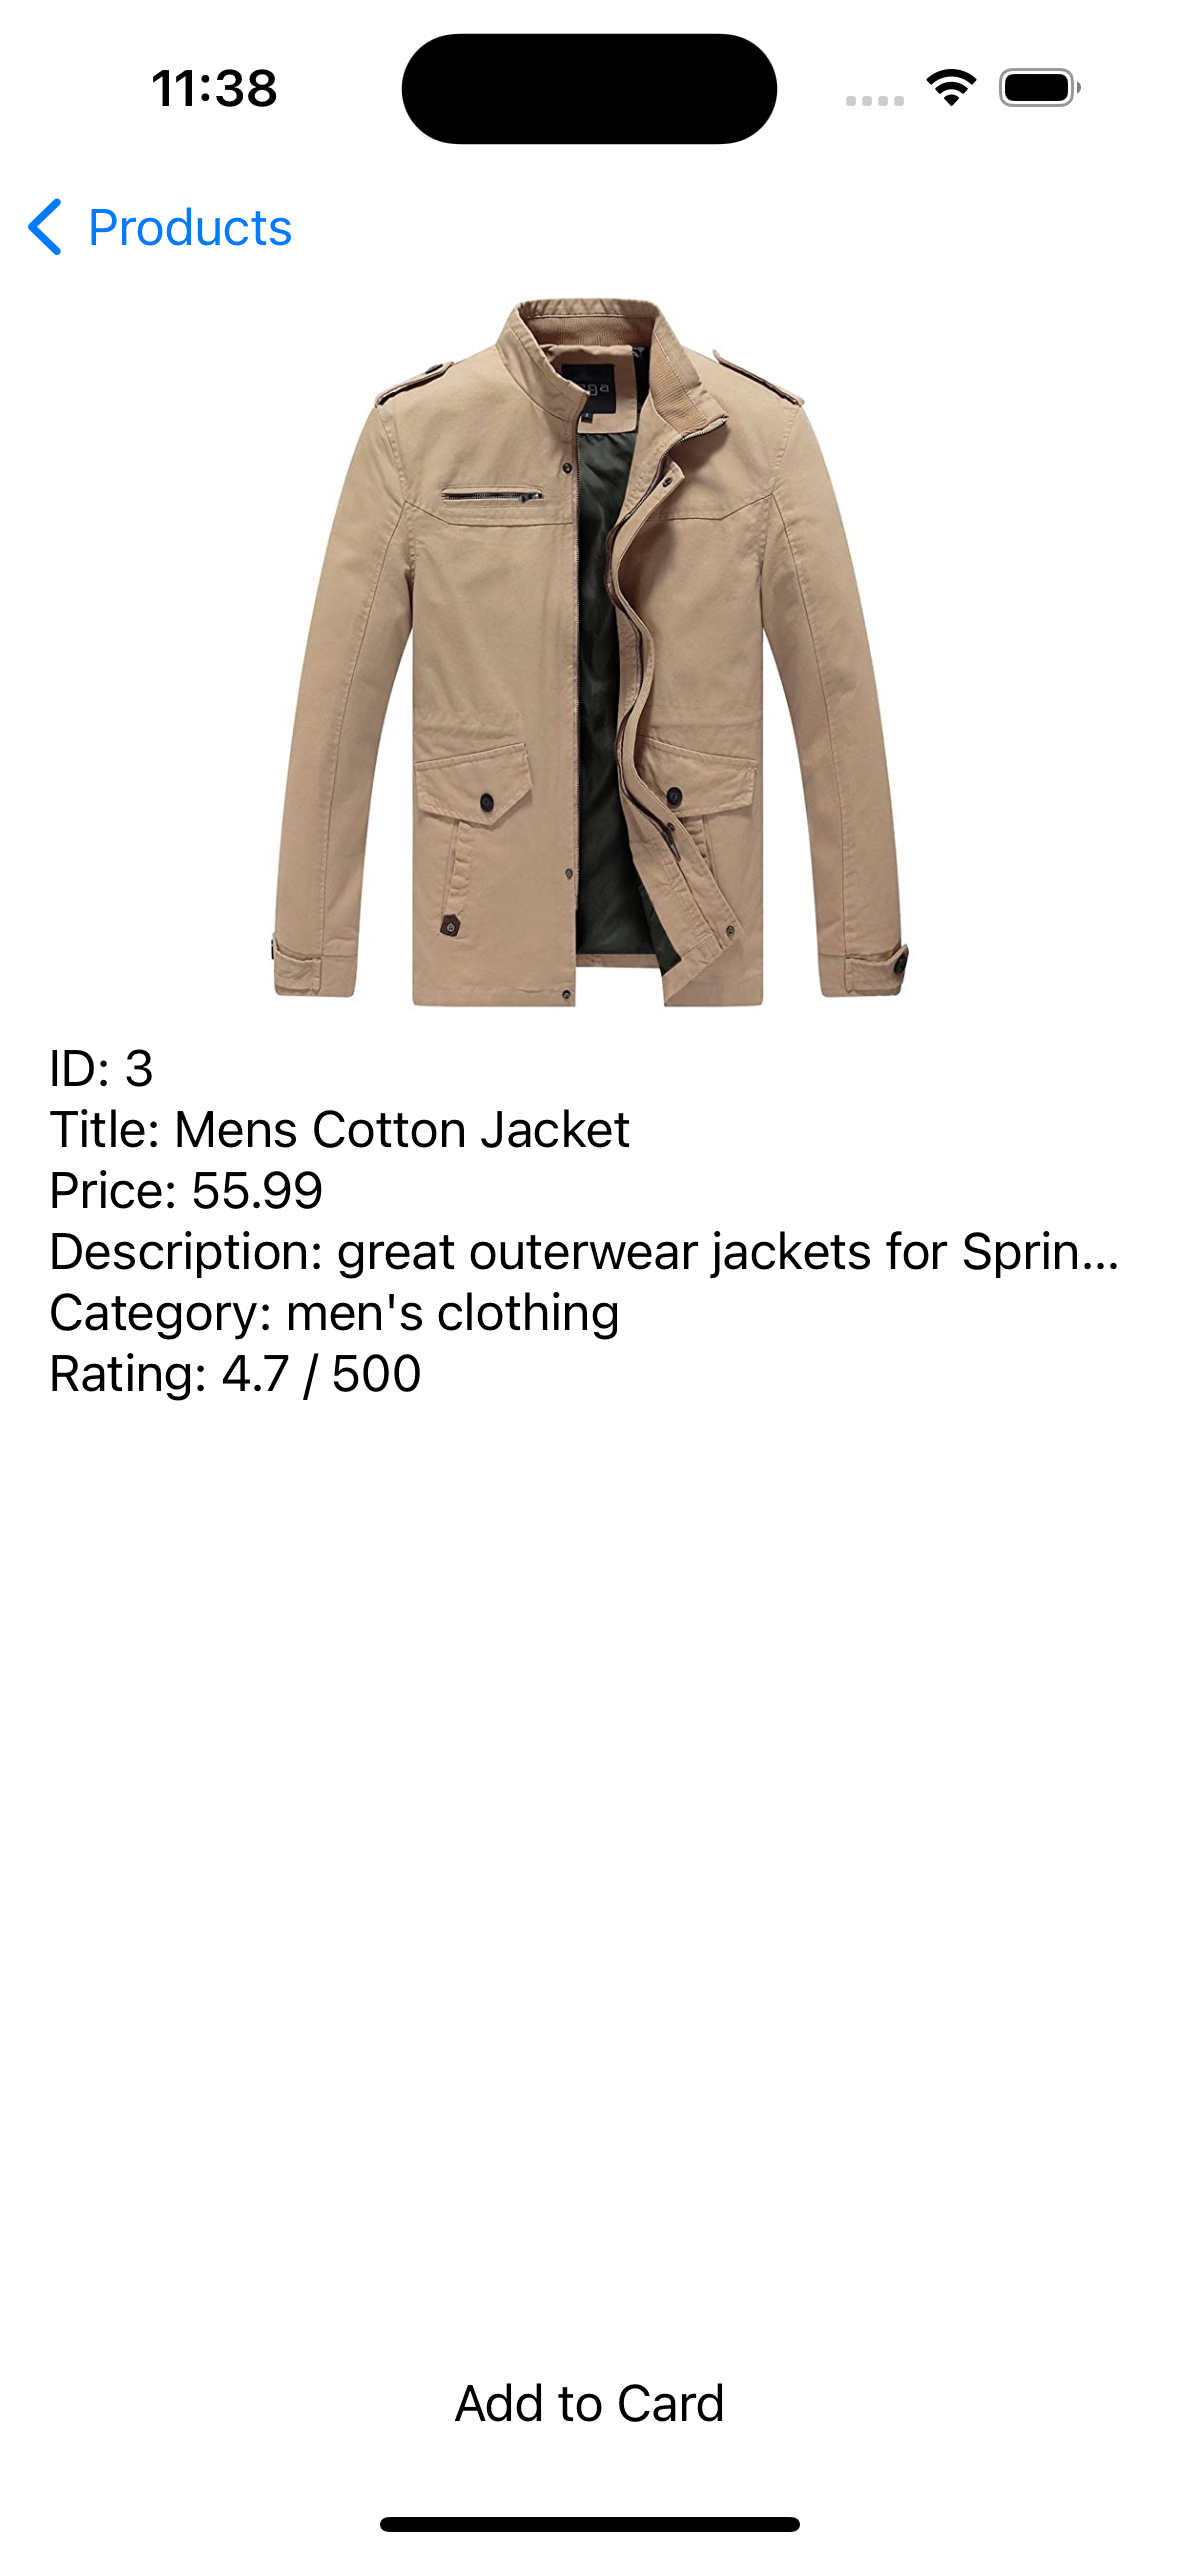 11:38
Products
ID: 3
Title: Mens Cotton Jacket
Price: 55.99
Description: great outerwear jackets for Sprin...
Category: men's clothing
Rating: 4.7 / 500
Add to Card